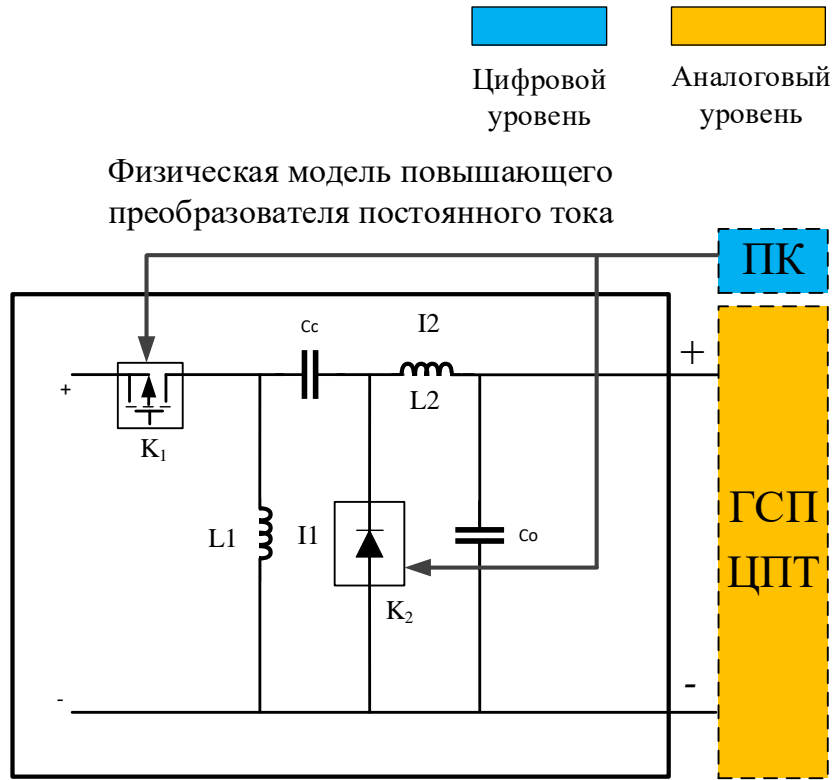 Цифровой
уровень
Аналоговый
уровень
Физическая модель повышающего
преобразователя постоянного тока
ПК
Cc
I2
+
+
L2
K1
ГСП
ЦПТ
L1
I1
Co
K2
-
-